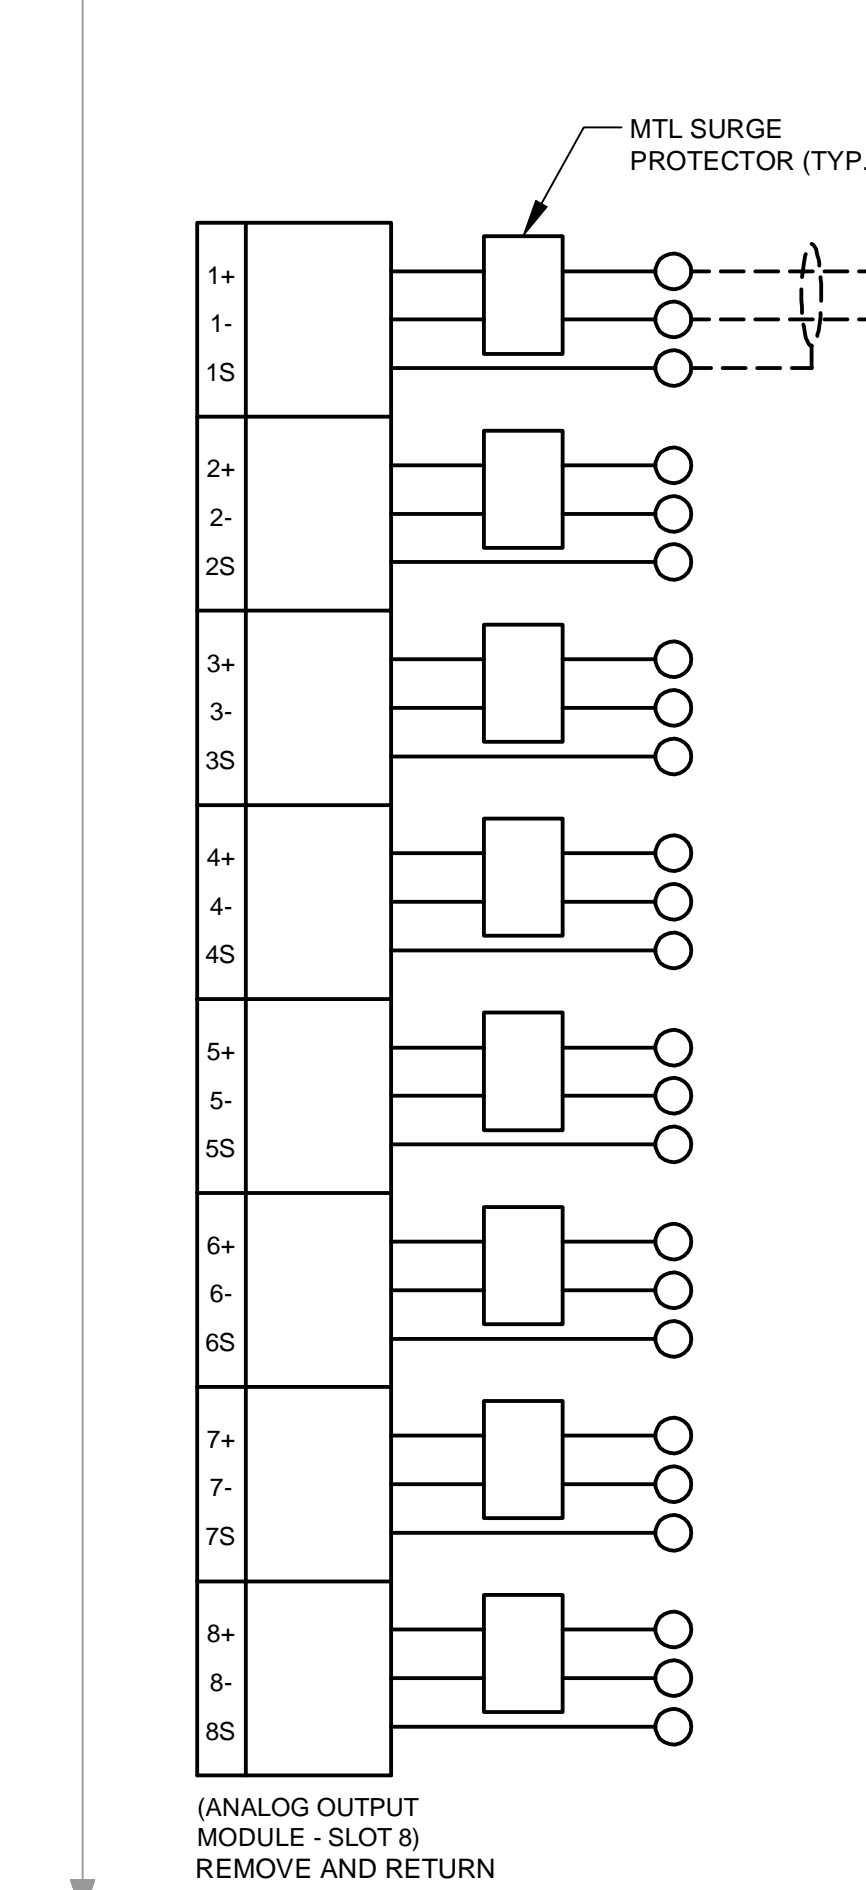 MTL SURGE
PROTECTOR (TYP.
1+
1-
1S
2+
2-
2S
3+
3-
3S
4+
4-
4S
5+
5-
5S
6+
6-
6S
7+
7-
7S
8+
8-
8S
(ANALOG OUTPUT
MODULE - SLOT 8)
REMOVE AND RETURN